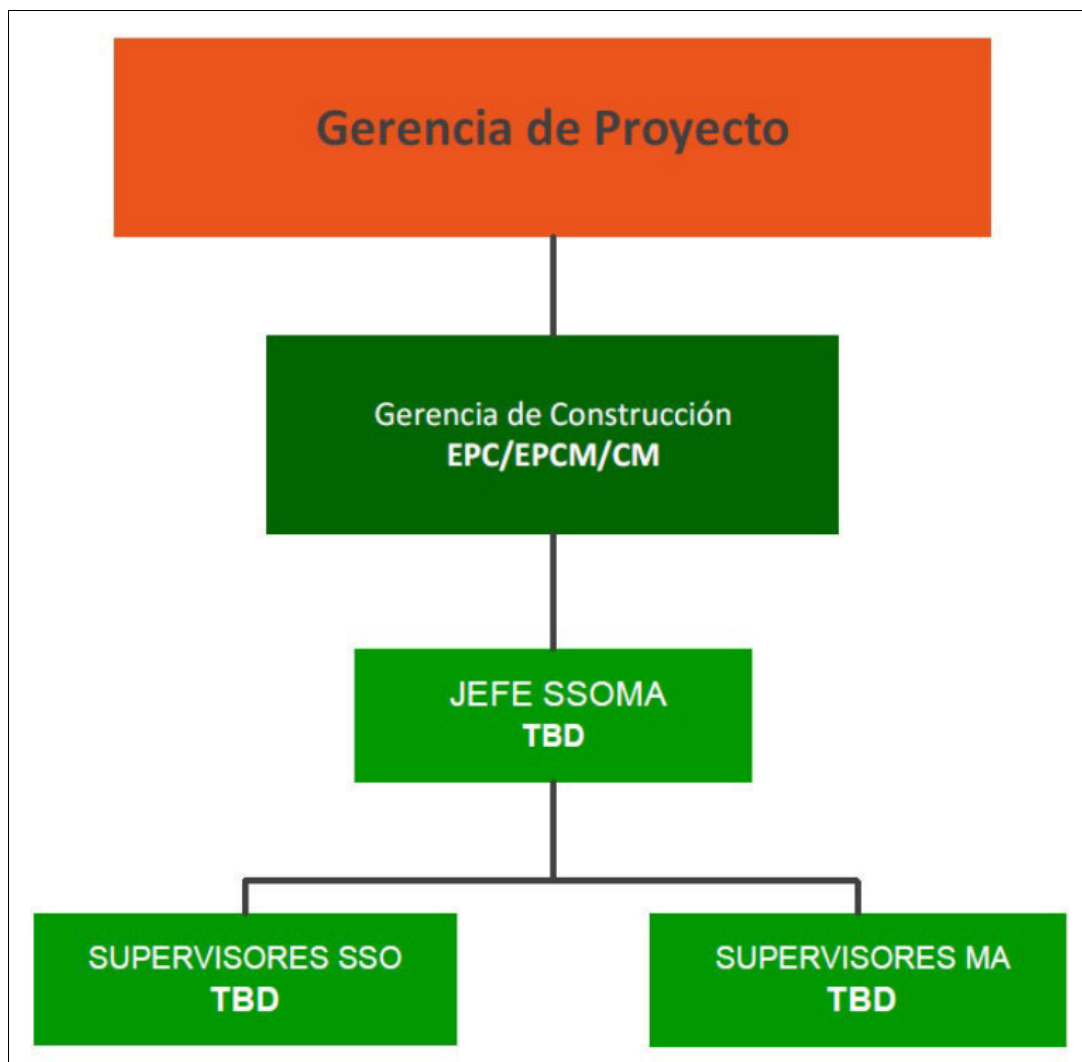 Gerencia de Proyecto
Gerencia de Construcción
EPC/EPCM/CM
JEFE SSOMA
TBD
SUPERVISORES SSO
TBD
SUPERVISORES MA
TBD